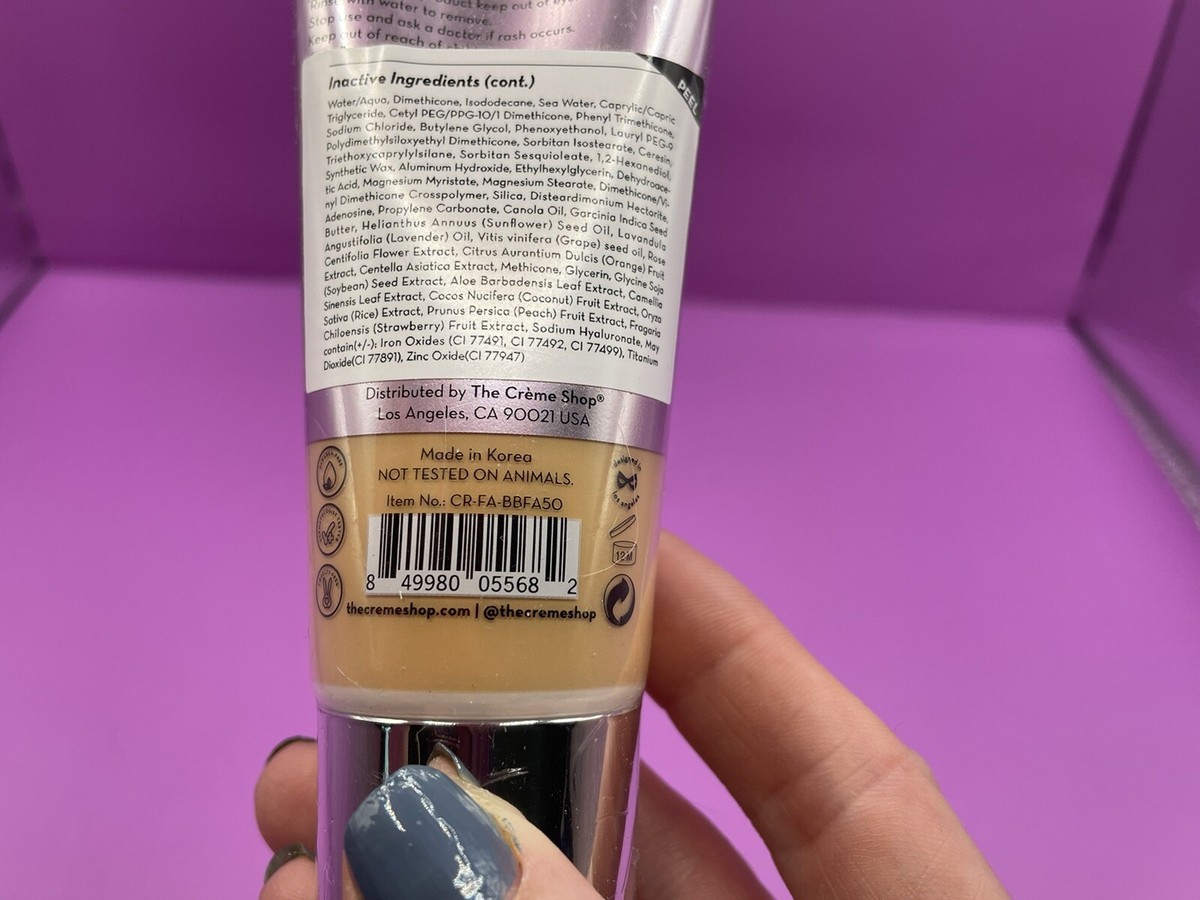 Rinse with water to remove.
Stop use and ask a doctor if rash occurs.
Keep out of reach of
PEEL
Inactive Ingredients (cont.)
Water/Aqua, Dimethicone, Isododecane, Sea Water, Caprylic/Capric
Triglyceride, Cetyl PEG/PPG-10/1 Dimethicone, Phenyl Trimethicone,
Sodium Chloride, Butylene Glycol, Phenoxyethanol, Lauryl PEG-9
Polydimethylsiloxyethyl Dimethicone, Sorbitan Isostearate, Ceresin,
Triethoxycaprylylsilane, Sorbitan Sesquioleate, 1,2-Hexanediol,
Synthetic Wax, Aluminum Hydroxide, Ethylhexylglycerin, Dehydroace-
tic Acid, Magnesium Myristate, Magnesium Stearate, Dimethicone/Vi-
nyl Dimethicone Crosspolymer, Silica, Disteardimonium Hectorite,
Adenosine, Propylene Carbonate, Canola Oil, Garcinia Indica Seed
Butter, Helianthus Annuus (Sunflower) Seed Oil, Lavandula
Angustifolia (Lavender) Oil, Vitis vinifera (Grape) seed oil, Rose
Centifolia Flower Extract, Citrus Aurantium Dulcis (Orange) Fruit
Extract, Centella Asiatica Extract, Methicone, Glycerin, Glycine Soja
(Soybean) Seed Extract, Aloe Barbadensis Leaf Extract, Camellia
Sinensis Leaf Extract, Cocos Nucifera (Coconut) Fruit Extract, Oryza
Sativa (Rice) Extract, Prunus Persica (Peach) Fruit Extract, Fragaria
Chiloensis (Strawberry) Fruit Extract, Sodium Hyaluronate, May
contain(+/-): Iron Oxides (CI 77491, CI 77492, CI 77499), Titanium
Dioxide(CI 77891), Zinc Oxide(CI 77947)
Distributed by The Crème Shop®
Los Angeles, CA 90021 USA
Made in Korea
NOT TESTED ON ANIMALS.
Item No.: CR-FA-BBFA50
designed in
los angeles
12M
8 49980 05568 2
thecremeshop.com | @thecremeshop